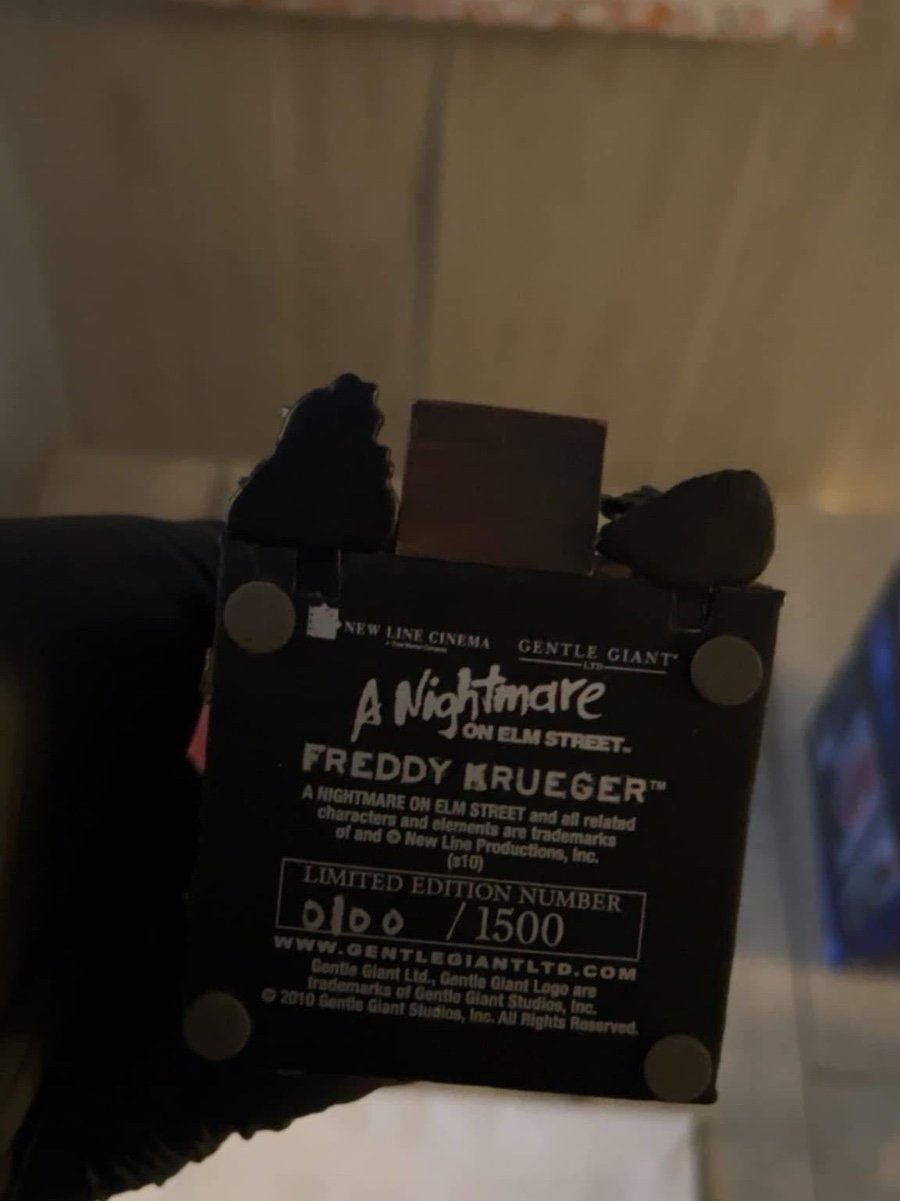 NEW LINE CINEMA
GENTLE GIANT
LTD
A Nightmare
ON ELM STREET™
FREDDY KRUEGER™
A NIGHTMARE ON ELM STREET and all related
characters and elements are trademarks
of and © New Line Productions, Inc.
(s10)
LIMITED EDITION NUMBER
0100 / 1500
WWW.GENTLEGIANTLTD.COM
Gentle Giant Ltd., Gentle Giant Logo are
trademarks of Gentle Giant Studios, Inc.
© 2010 Gentle Giant Studios, Inc. All Rights Reserved.